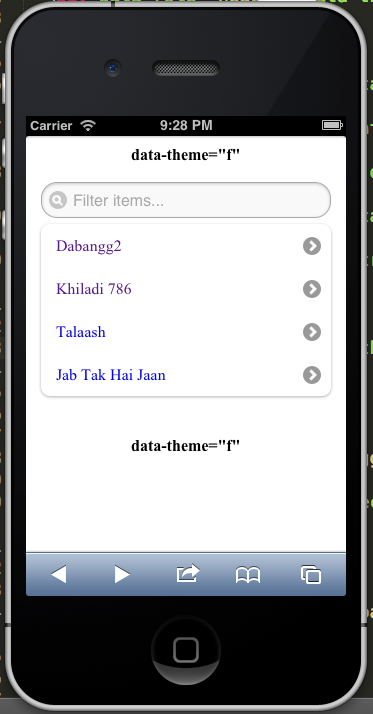 Carrier 9:28 PM
data-theme="f"
Filter items...
Dabangg2
Khiladi 786
Talaash
Jab Tak Hai Jaan
data-theme="f"